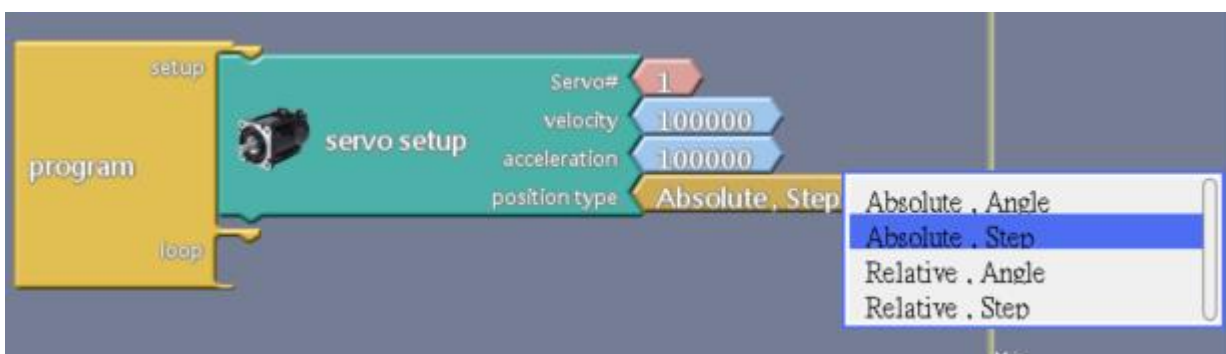 setup
Servo# 1
velocity 100000
servo setup
acceleration 100000
program
position type Absolute , Step
Absolute , Angle
Absolute , Step
Relative , Angle
Relative , Step
loop